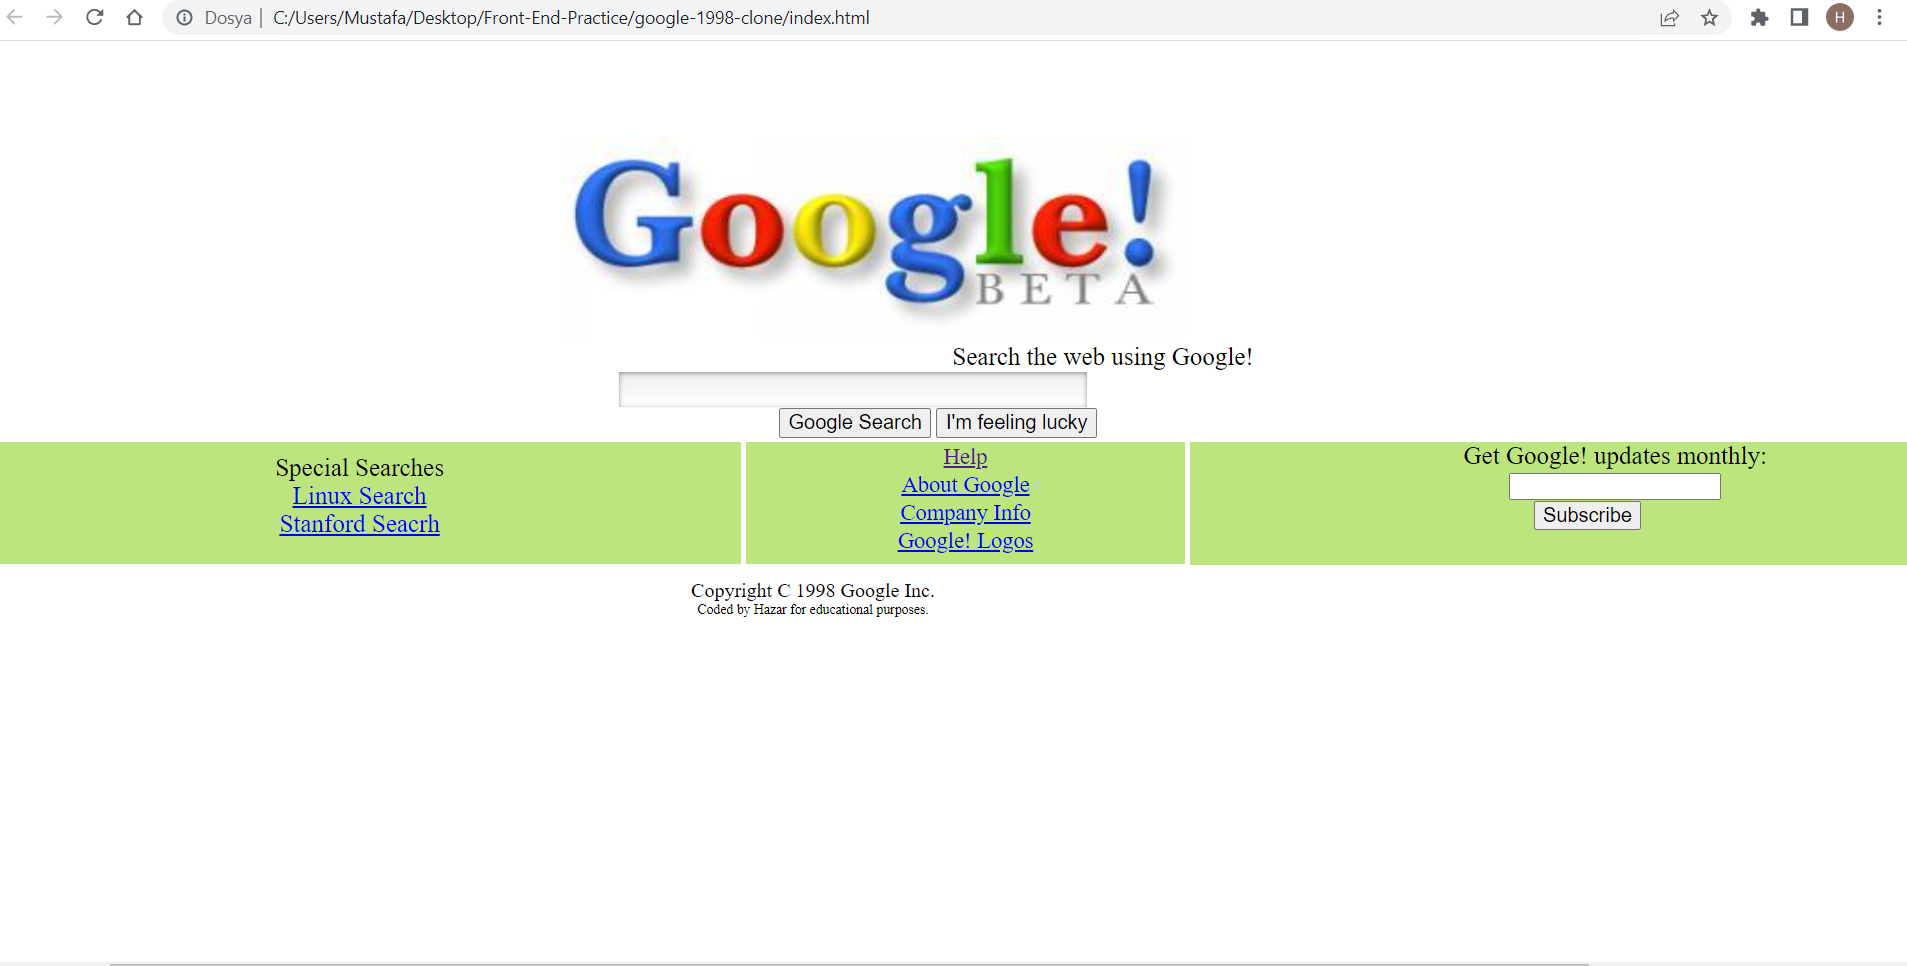 Dosya | C:/Users/Mustafa/Desktop/Front-End-Practice/google-1998-clone/index.html
H
Google!
BETA
Search the web using Google!
Google Search I'm feeling lucky
Special Searches
Linux Search
Stanford Seacrh
Help
About Google
Company Info
Google! Logos
Get Google! updates monthly:
Subscribe
Copyright C 1998 Google Inc.
Coded by Hazar for educational purposes.